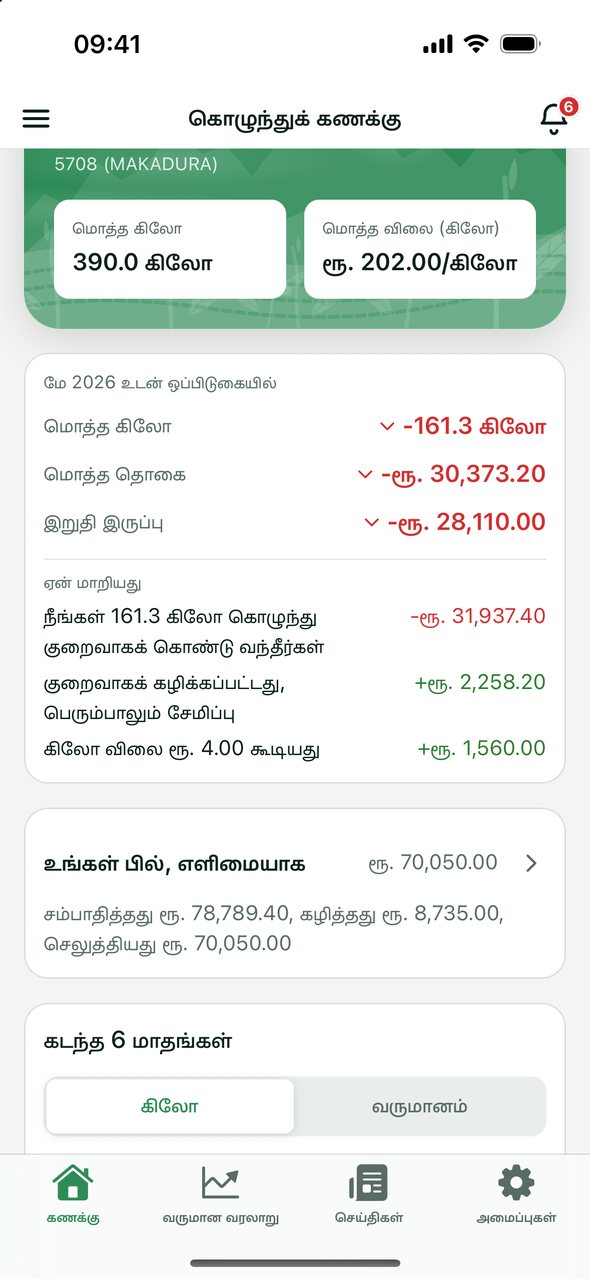 09:41
கொழுந்துக் கணக்கு
6
5708 (MAKADURA)
மொத்த கிலோ
390.0 கிலோ
மொத்த விலை (கிலோ)
ரூ. 202.00/கிலோ
மே 2026 உடன் ஒப்பிடுகையில்
மொத்த கிலோ
-161.3 கிலோ
மொத்த தொகை
-ரூ. 30,373.20
இறுதி இருப்பு
-ரூ. 28,110.00
ஏன் மாறியது
நீங்கள் 161.3 கிலோ கொழுந்து
குறைவாகக் கொண்டு வந்தீர்கள்
-ரூ. 31,937.40
குறைவாகக் கழிக்கப்பட்டது,
பெரும்பாலும் சேமிப்பு
+ரூ. 2,258.20
கிலோ விலை ரூ. 4.00 கூடியது
+ரூ. 1,560.00
உங்கள் பில், எளிமையாக
ரூ. 70,050.00
சம்பாதித்தது ரூ. 78,789.40, கழித்தது ரூ. 8,735.00,
செலுத்தியது ரூ. 70,050.00
கடந்த 6 மாதங்கள்
கிலோ
வருமானம்
கணக்கு
வருமான வரலாறு
செய்திகள்
அமைப்புகள்